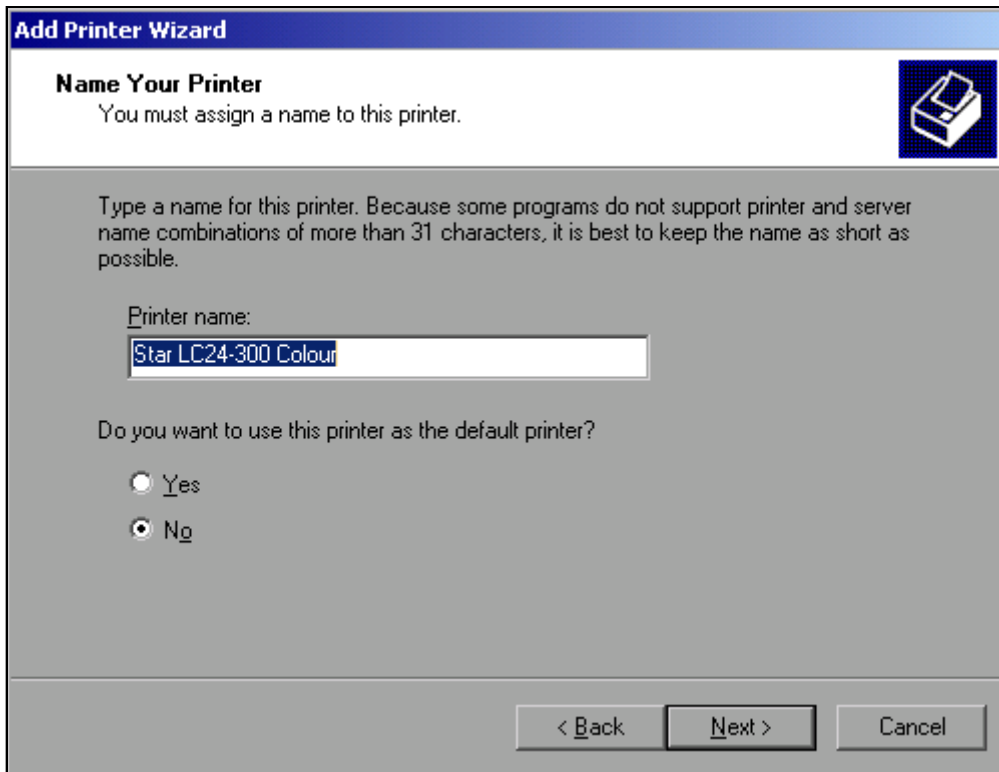 Add Printer Wizard
Name Your Printer
You must assign a name to this printer.
Type a name for this printer. Because some programs do not support printer and server
name combinations of more than 31 characters, it is best to keep the name as short as
possible.
Printer name:
Star LC24-300 Colour
Do you want to use this printer as the default printer?
Yes
No
< Back Next > Cancel